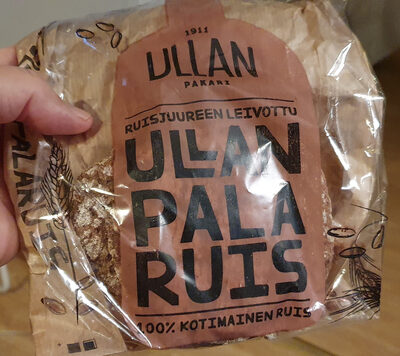 1911
ULLAN
PAKARI
RUISJUUREEN LEIVOTTU
ULLAN
PALA
RUIS
100% KOTIMAINEN RUIS